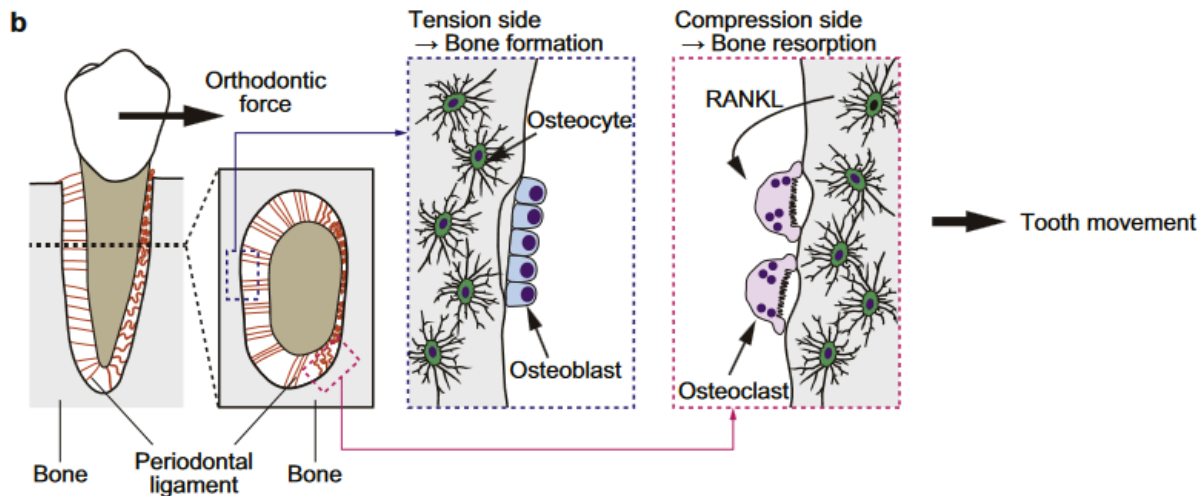 b
Tension side
→ Bone formation
Compression side
→ Bone resorption
Orthodontic
force
Osteocyte
RANKL
Tooth movement
Osteoblast
Osteoclast
Bone
Periodontal
ligament
Bone